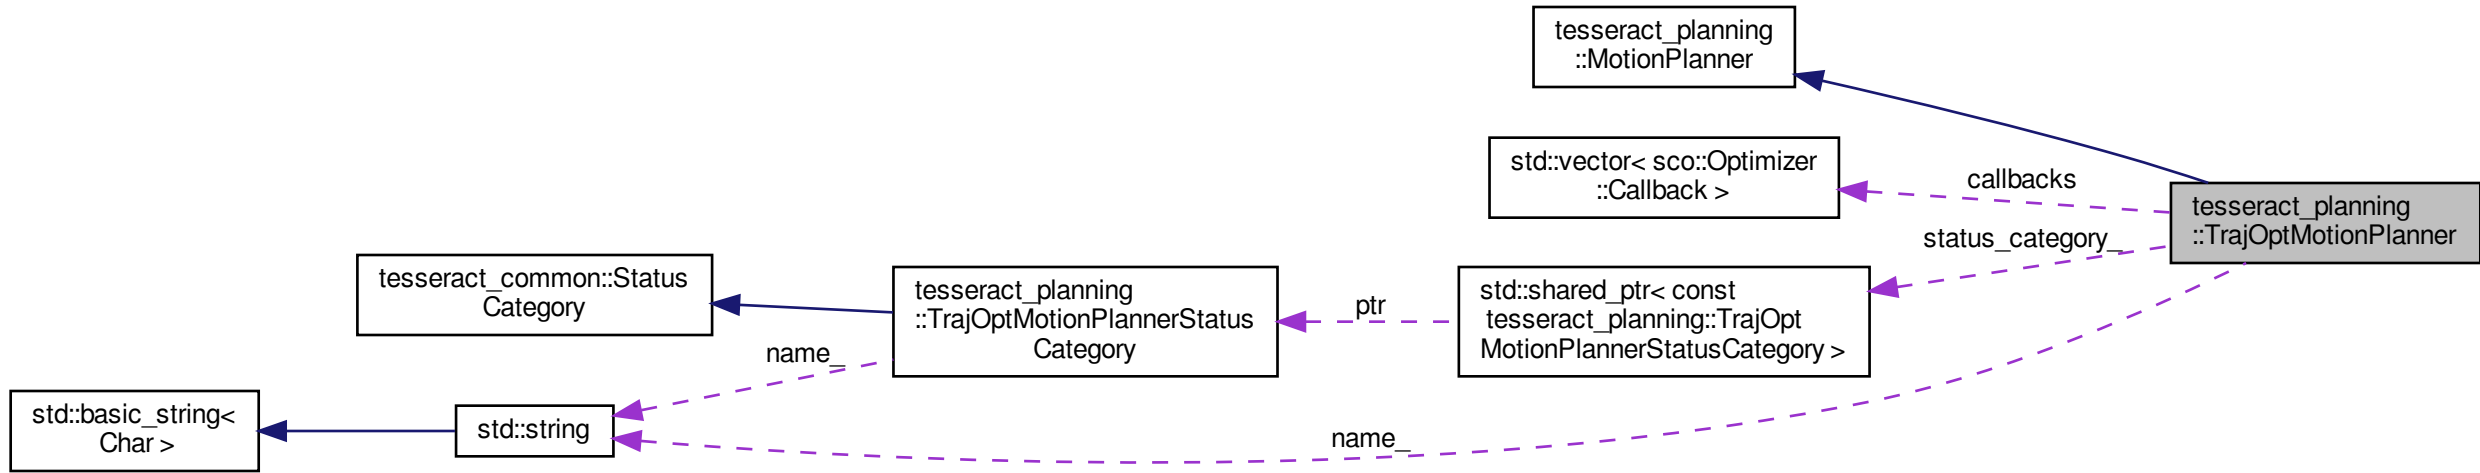 tesseract_planning
::MotionPlanner
std::vector< sco::Optimizer
::Callback >
callbacks
tesseract_planning
::TrajOptMotionPlanner
status_category_
tesseract_common::Status
Category
tesseract_planning
::TrajOptMotionPlannerStatus
Category
ptr
std::shared_ptr< const
tesseract_planning::TrajOpt
MotionPlannerStatusCategory >
name_
std::basic_string<
Char >
std::string
name_